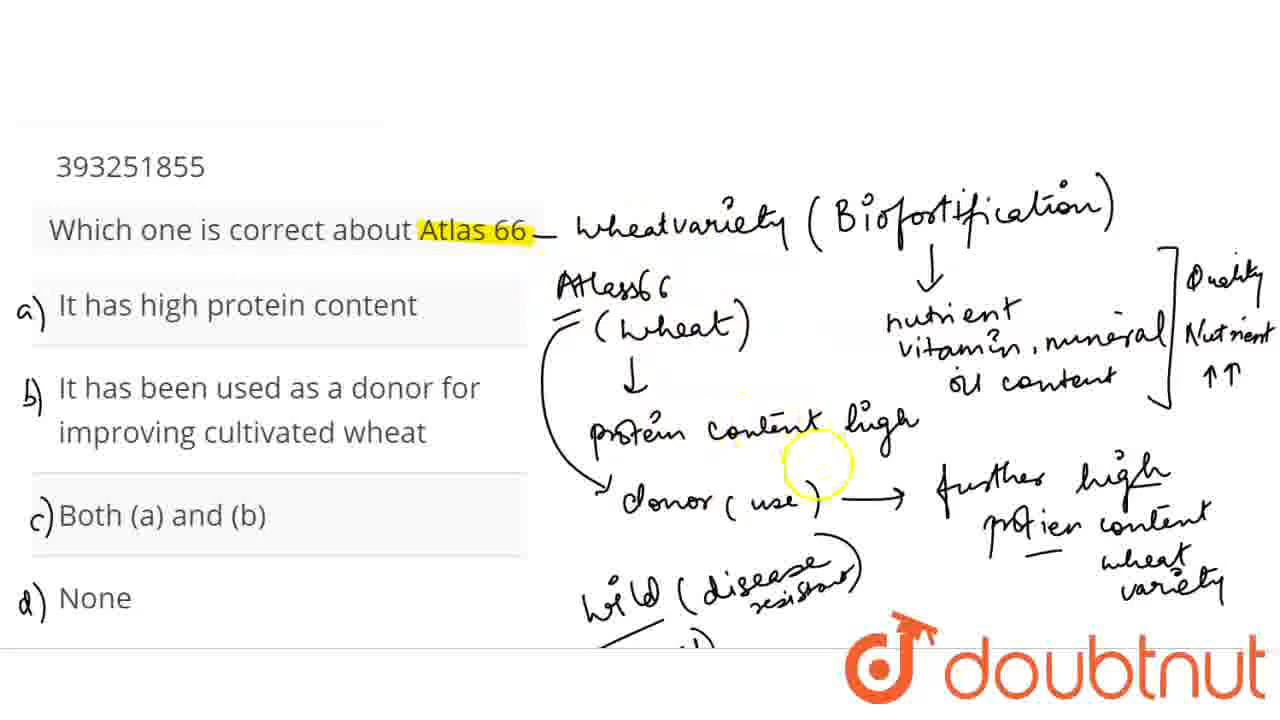 393251855
Which one is correct about Atlas 66 – wheat variety (Biofortification)
a) It has high protein content
b) It has been used as a donor for
improving cultivated wheat
c) Both (a) and (b)
d) None
Atlas66
(wheat)
protein content high
donor (use)
further high
protien content
wheat
variety
nutrient
vitamin, mineral
oil content
Quality
Nutrient
↑↑
wild (disease
resistant)
doubtnut